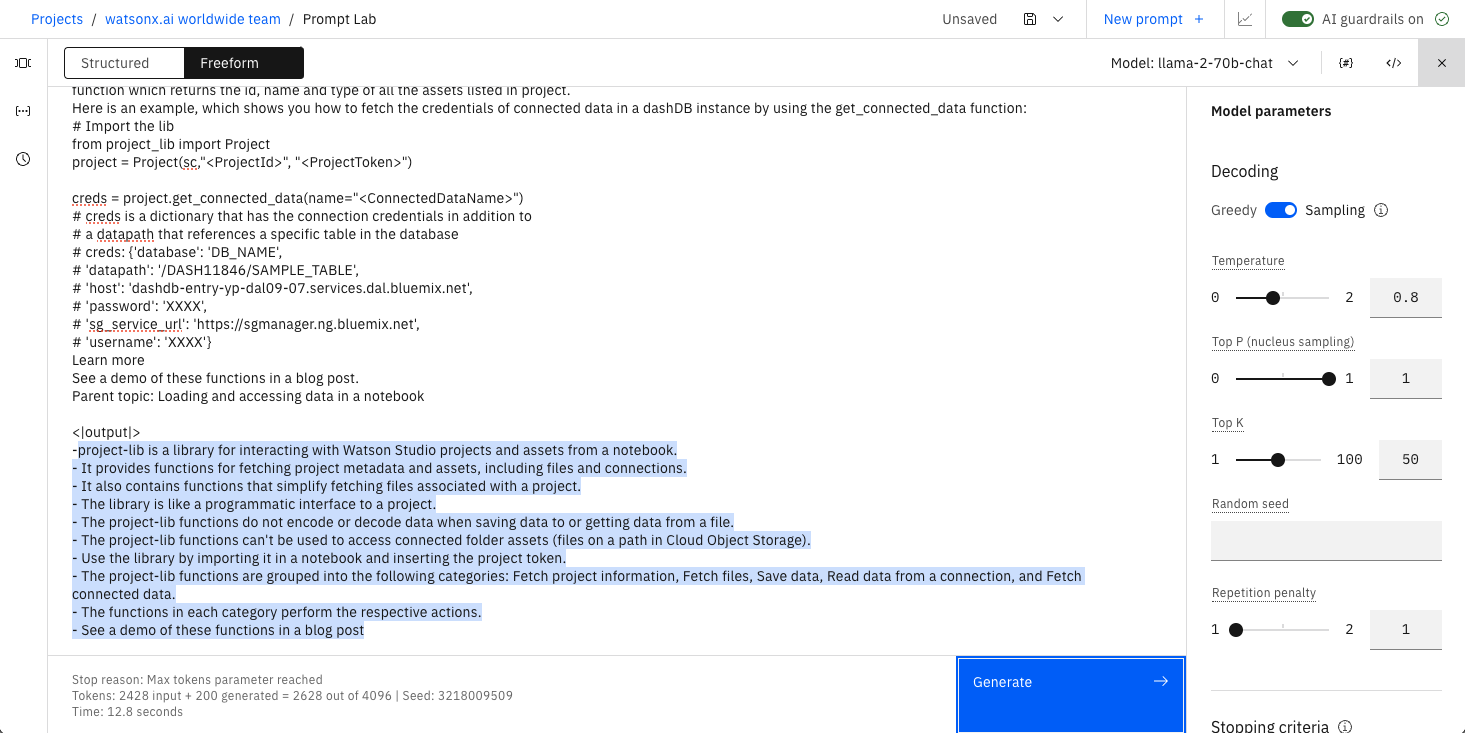 Projects / watsonx.ai worldwide team / Prompt Lab
Unsaved
New prompt +
AI guardrails on
Structured
Freeform
Model: llama-2-70b-chat
{#}
</>
function which returns the id, name and type of all the assets listed in project.
Here is an example, which shows you how to fetch the credentials of connected data in a dashDB instance by using the get_connected_data function:
# Import the lib
from project_lib import Project
project = Project(sc,"<ProjectId>", "<ProjectToken>")
creds = project.get_connected_data(name="<ConnectedDataName>")
# creds is a dictionary that has the connection credentials in addition to
# a datapath that references a specific table in the database
# creds: {'database': 'DB_NAME',
# 'datapath': '/DASH11846/SAMPLE_TABLE',
# 'host': 'dashdb-entry-yp-dal09-07.services.dal.bluemix.net',
# 'password': 'XXXX',
# 'sg_service_url': 'https://sgmanager.ng.bluemix.net',
# 'username': 'XXXX'}
Learn more
See a demo of these functions in a blog post.
Parent topic: Loading and accessing data in a notebook
<|output|>
-project-lib is a library for interacting with Watson Studio projects and assets from a notebook.
- It provides functions for fetching project metadata and assets, including files and connections.
- It also contains functions that simplify fetching files associated with a project.
- The library is like a programmatic interface to a project.
- The project-lib functions do not encode or decode data when saving data to or getting data from a file.
- The project-lib functions can't be used to access connected folder assets (files on a path in Cloud Object Storage).
- Use the library by importing it in a notebook and inserting the project token.
- The project-lib functions are grouped into the following categories: Fetch project information, Fetch files, Save data, Read data from a connection, and Fetch
connected data.
- The functions in each category perform the respective actions.
- See a demo of these functions in a blog post
Stop reason: Max tokens parameter reached
Tokens: 2428 input + 200 generated = 2628 out of 4096 | Seed: 3218009509
Time: 12.8 seconds
Generate
Model parameters
Decoding
Greedy
Sampling
Temperature
0 2 0.8
Top P (nucleus sampling)
0 1 1
Top K
1 100 50
Random seed
Repetition penalty
1 2 1
Stopping criteria